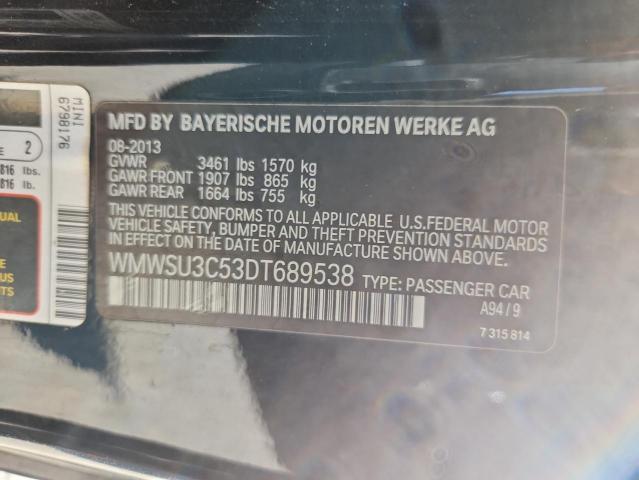 MINI
6798176
E 2
816 lbs.
816 lb.
UAL
US
TS
MFD BY BAYERISCHE MOTOREN WERKE AG
08-2013
GVWR 3461 lbs 1570 kg
GAWR FRONT 1907 lbs 865 kg
GAWR REAR 1664 lbs 755 kg
THIS VEHICLE CONFORMS TO ALL APPLICABLE U.S.FEDERAL MOTOR
VEHICLE SAFETY, BUMPER AND THEFT PREVENTION STANDARDS
IN EFFECT ON THE DATE OF MANUFACTURE SHOWN ABOVE.
WMWSU3C53DT689538 TYPE: PASSENGER CAR
A94/9
7 315 814